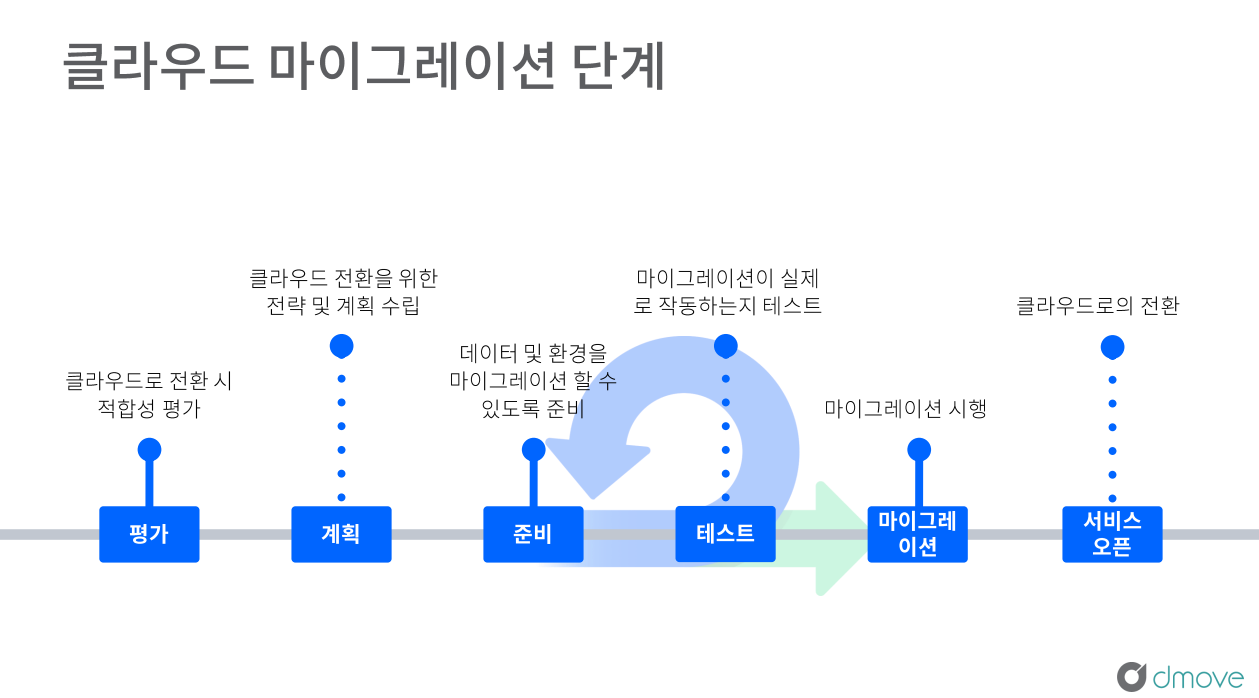 클라우드 마이그레이션 단계
클라우드로 전환 시
적합성 평가
평가
클라우드 전환을 위한
전략 및 계획 수립
계획
데이터 및 환경을
마이그레이션 할 수
있도록 준비
준비
마이그레이션이 실제
로 작동하는지 테스트
테스트
마이그레이션 시행
마이그레
이션
클라우드로의 전환
서비스
오픈
dmove